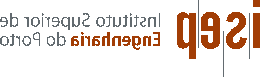 isep
Instituto Superior de
Engenharia do Porto